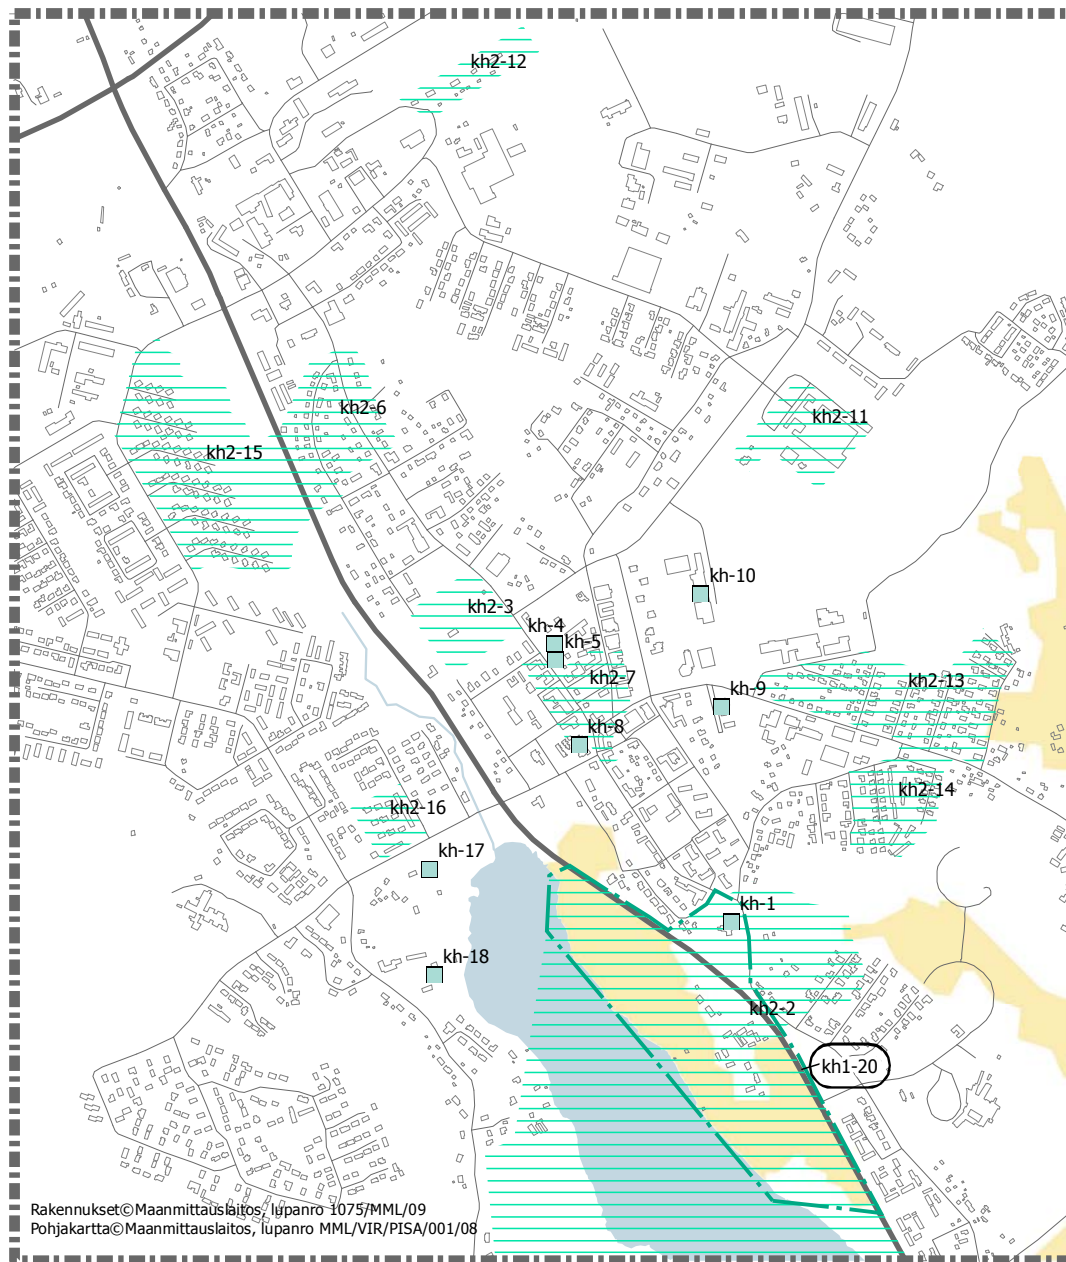 kh2-12
kh2-6
kh2-11
kh2-15
kh-10
kh2-3
kh-4
kh-5
kh2-7
kh2-13
kh-9
kh-8
kh2-14
kh2-16
kh-17
kh-1
kh-18
kh2-2
kh1-20
Rakennukset©Maanmittauslaitos, lupanro 1075/MML/09
Pohjakartta©Maanmittauslaitos, lupanro MML/VIR/PISA/001/08